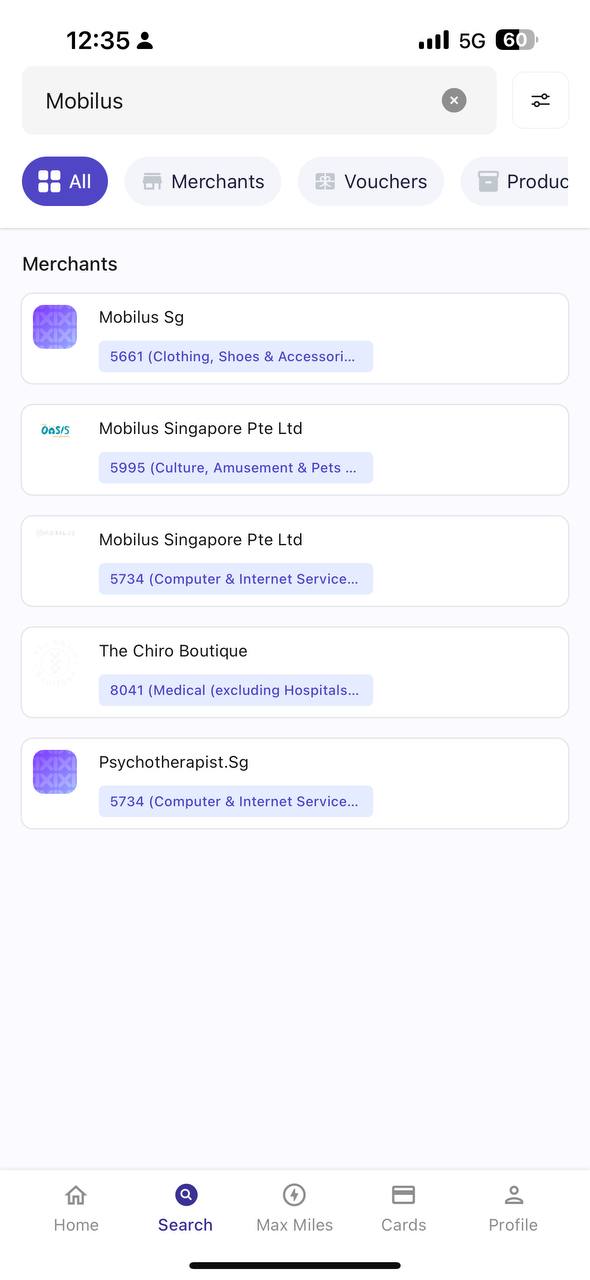 12:35
5G 60
Mobilus
All Merchants Vouchers Produc
Merchants
Mobilus Sg
5661 (Clothing, Shoes & Accessori...
OaSIS
Mobilus Singapore Pte Ltd
5995 (Culture, Amusement & Pets ...
Mobilus Singapore Pte Ltd
5734 (Computer & Internet Service...
The Chiro Boutique
8041 (Medical (excluding Hospitals...
Psychotherapist.Sg
5734 (Computer & Internet Service...
Home Search Max Miles Cards Profile